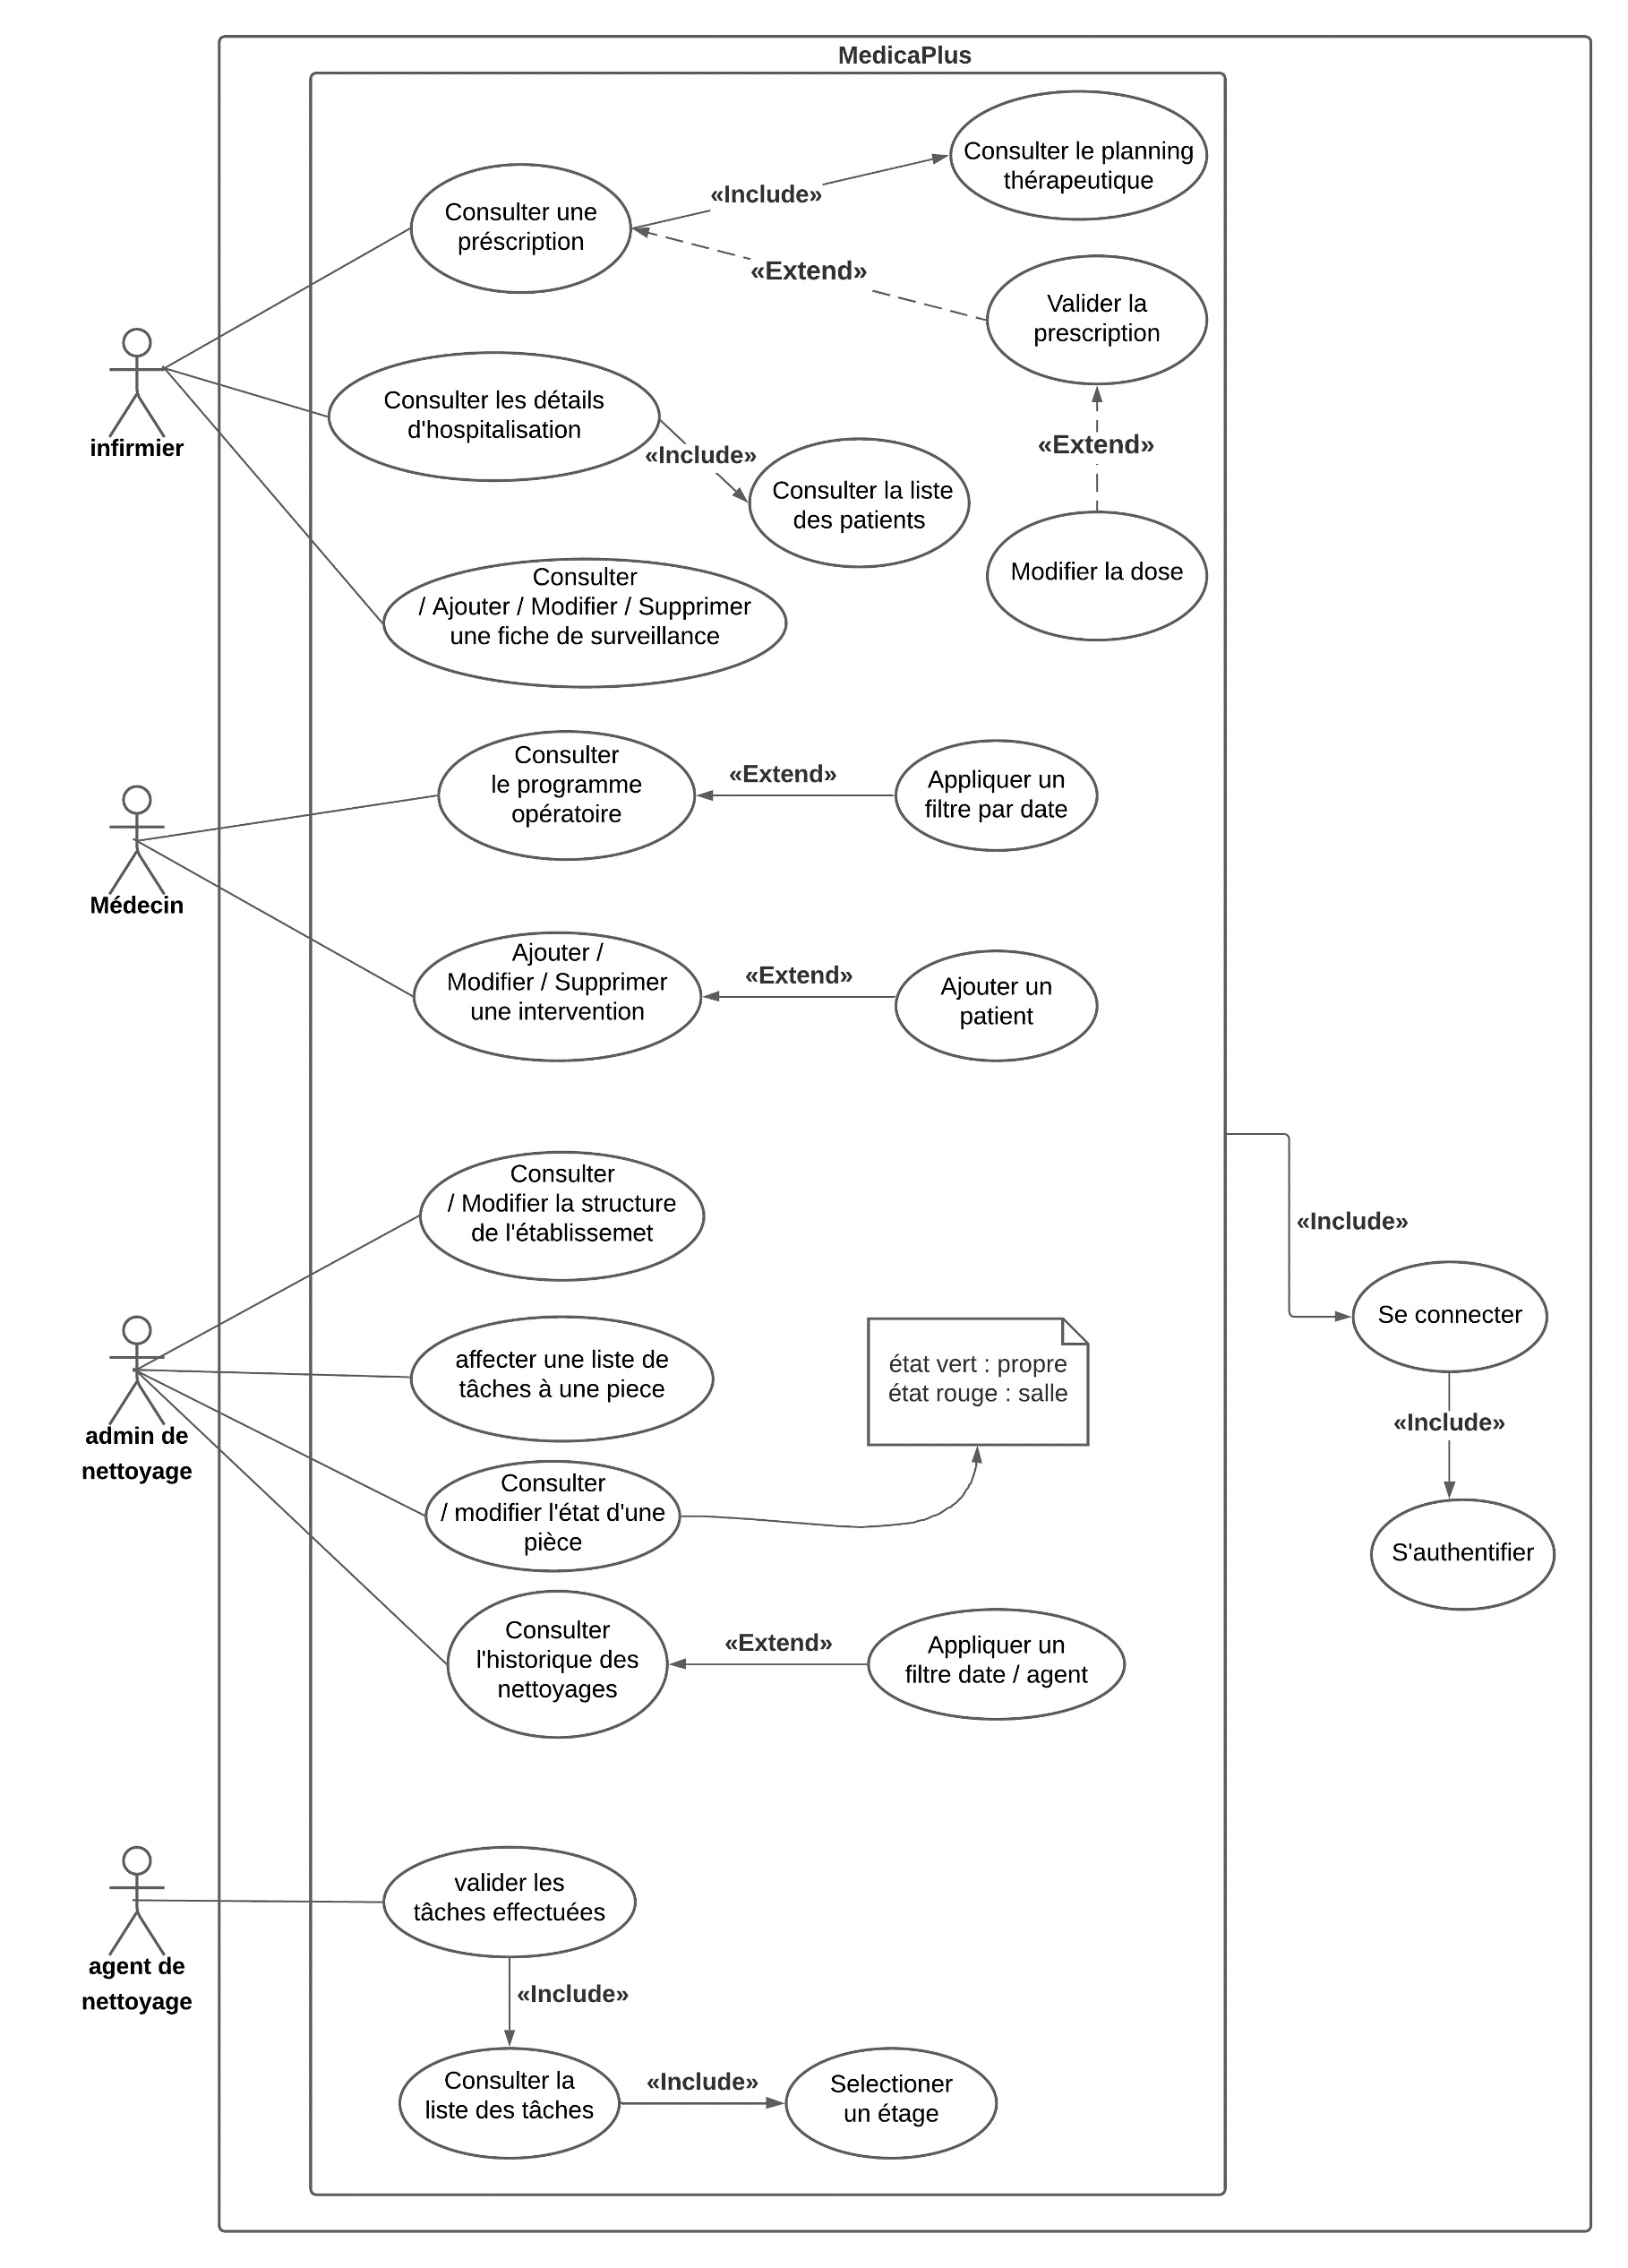 MedicaPlus
Consulter le planning
thérapeutique
«Include»
Consulter une
préscription
«Extend»
Valider la
prescription
infirmier
Consulter les détails
d'hospitalisation
«Include»
«Extend»
Consulter la liste
des patients
Modifier la dose
Consulter
/ Ajouter / Modifier / Supprimer
une fiche de surveillance
Médecin
Consulter
le programme
opératoire
«Extend»
Appliquer un
filtre par date
Ajouter /
Modifier / Supprimer
une intervention
«Extend»
Ajouter un
patient
Consulter
/ Modifier la structure
de l'établissemet
«Include»
Se connecter
«Include»
S'authentifier
admin de
nettoyage
affecter une liste de
tâches à une piece
état vert : propre
état rouge : salle
Consulter
/ modifier l'état d'une
pièce
Consulter
l'historique des
nettoyages
«Extend»
Appliquer un
filtre date / agent
agent de
nettoyage
valider les
tâches effectuées
«Include»
Consulter la
liste des tâches
«Include»
Selectioner
un étage